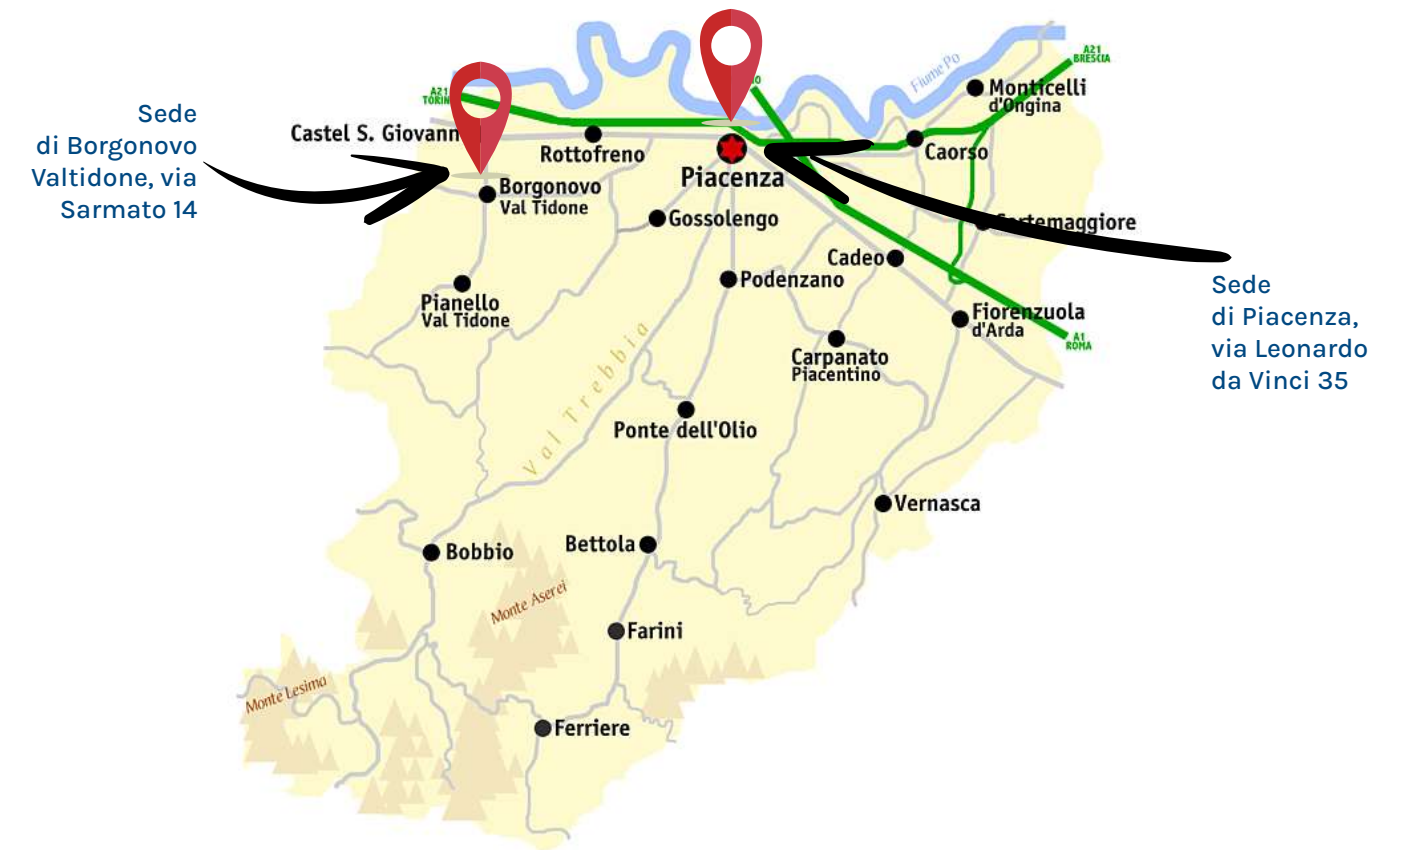 A21
BRESCIA
Fiume Po
Monticelli
d'Ongina
A21
Sede
di Borgonovo
Valtidone, via
Sarmato 14
Castel S. Giovann
Rottofreno
Caorso
Piacenza
Borgonovo
Val Tidone
Gossolengo
Cortemaggiore
Cadeo
Podenzano
Sede
di Piacenza,
via Leonardo
da Vinci 35
Pianello
Val Tidone
Fiorenzuola
d'Arda
A1
ROMA
Carpanato
Piacentino
Val Trebbia
Ponte dell'Olio
Vernasca
Bobbio
Bettola
Monte Aserei
Farini
Monte Lesima
Ferriere